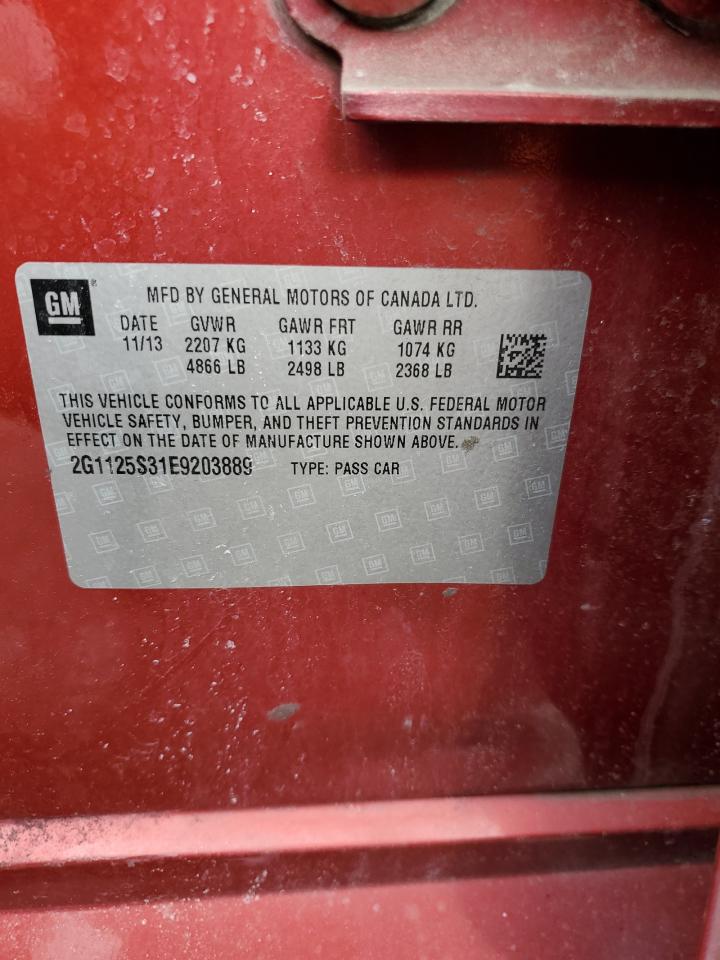 GM
MFD BY GENERAL MOTORS OF CANADA LTD.
DATE GVWR GAWR FRT GAWR RR
11/13 2207 KG 1133 KG 1074 KG
4866 LB 2498 LB 2368 LB
THIS VEHICLE CONFORMS TO ALL APPLICABLE U.S. FEDERAL MOTOR
VEHICLE SAFETY, BUMPER, AND THEFT PREVENTION STANDARDS IN
EFFECT ON THE DATE OF MANUFACTURE SHOWN ABOVE.
2G1125S31E9203889 TYPE: PASS CAR